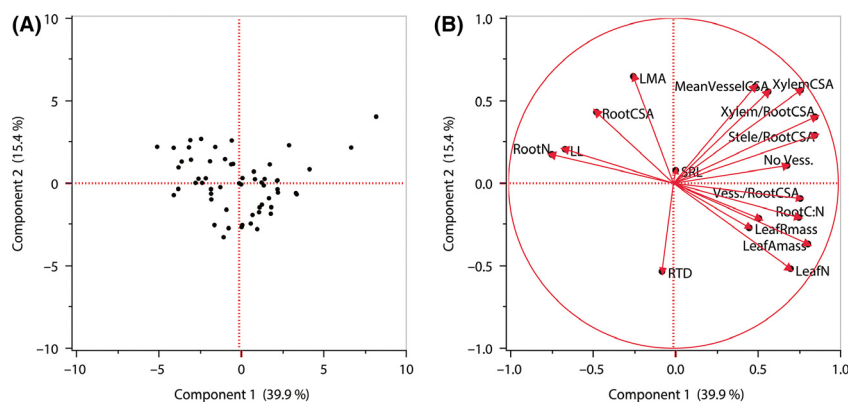 (A)
10
5
0
−5
−10
−10
−5
0
5
10
Component 2 (15.4 %)
Component 1 (39.9 %)
(B)
1.0
0.5
0.0
−0.5
−1.0
−1.0
−0.5
0.0
0.5
1.0
Component 2 (15.4 %)
Component 1 (39.9 %)
LMA
MeanVesselCSA
XylemCSA
RootCSA
Xylem/RootCSA
Stele/RootCSA
RootN
LL
No.Vess.
SRL
Vess./RootCSA
RootC:N
LeafRmass
LeafAmass
RTD
LeafN